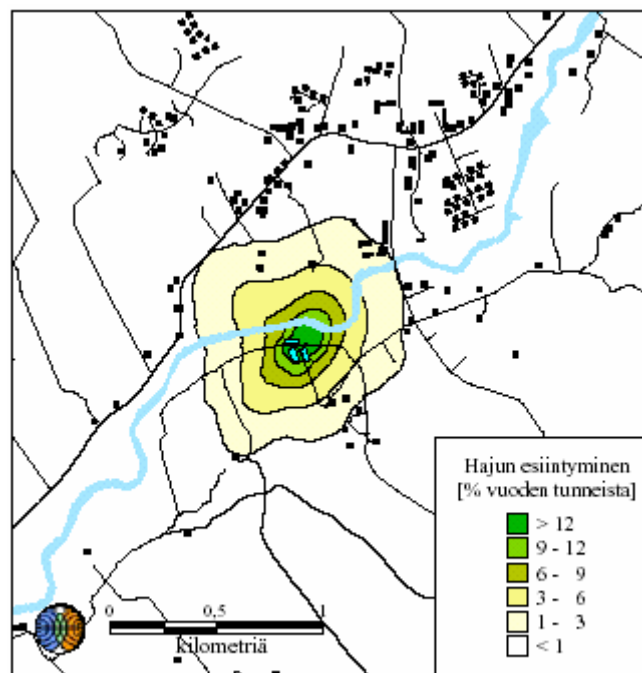 Hajun esiintyminen
[% vuoden tunneista]
> 12
9 - 12
6 - 9
3 - 6
1 - 3
< 1
0 0,5 1
kilometriä